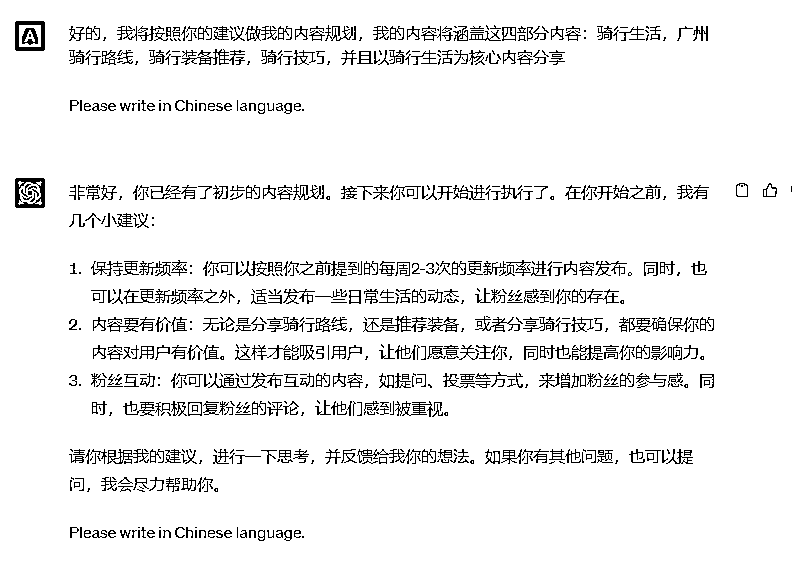 好的，我将按照你的建议做我的内容规划，我的内容将涵盖这四部分内容：骑行生活，广州
骑行路线，骑行装备推荐，骑行技巧，并且以骑行生活为核心内容分享
Please write in Chinese language.
非常好，你已经有了初步的内容规划。接下来你可以开始进行执行了。在你开始之前，我有
几个小建议：
1. 保持更新频率：你可以按照你之前提到的每周2-3次的更新频率进行内容发布。同时，也
可以在更新频率之外，适当发布一些日常生活的动态，让粉丝感到你的存在。
2. 内容要有价值：无论是分享骑行路线，还是推荐装备，或者分享骑行技巧，都要确保你的
内容对用户有价值。这样才能吸引用户，让他们愿意关注你，同时也能提高你的影响力。
3. 粉丝互动：你可以通过发布互动的内容，如提问、投票等方式，来增加粉丝的参与感。同
时，也要积极回复粉丝的评论，让他们感到被重视。
请你根据我的建议，进行一下思考，并反馈给我你的想法。如果你有其他问题，也可以提
问，我会尽力帮助你。
Please write in Chinese language.